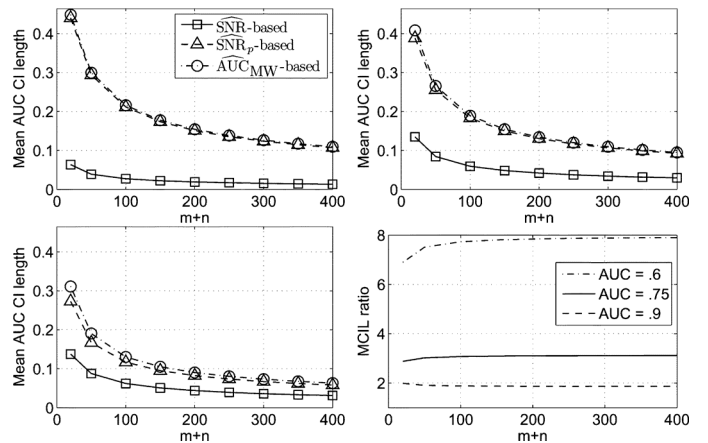 Mean AUC CI length
0.4
0.3
0.2
0.1
0
0 100 200 300 400
m+n
SNR-based
SNRp-based
AUCMW-based
Mean AUC CI length
0.4
0.3
0.2
0.1
0
0 100 200 300 400
m+n
Mean AUC CI length
0.4
0.3
0.2
0.1
0
0 100 200 300 400
m+n
MCIL ratio
8
6
4
2
0 100 200 300 400
m+n
AUC = .6
AUC = .75
AUC = .9